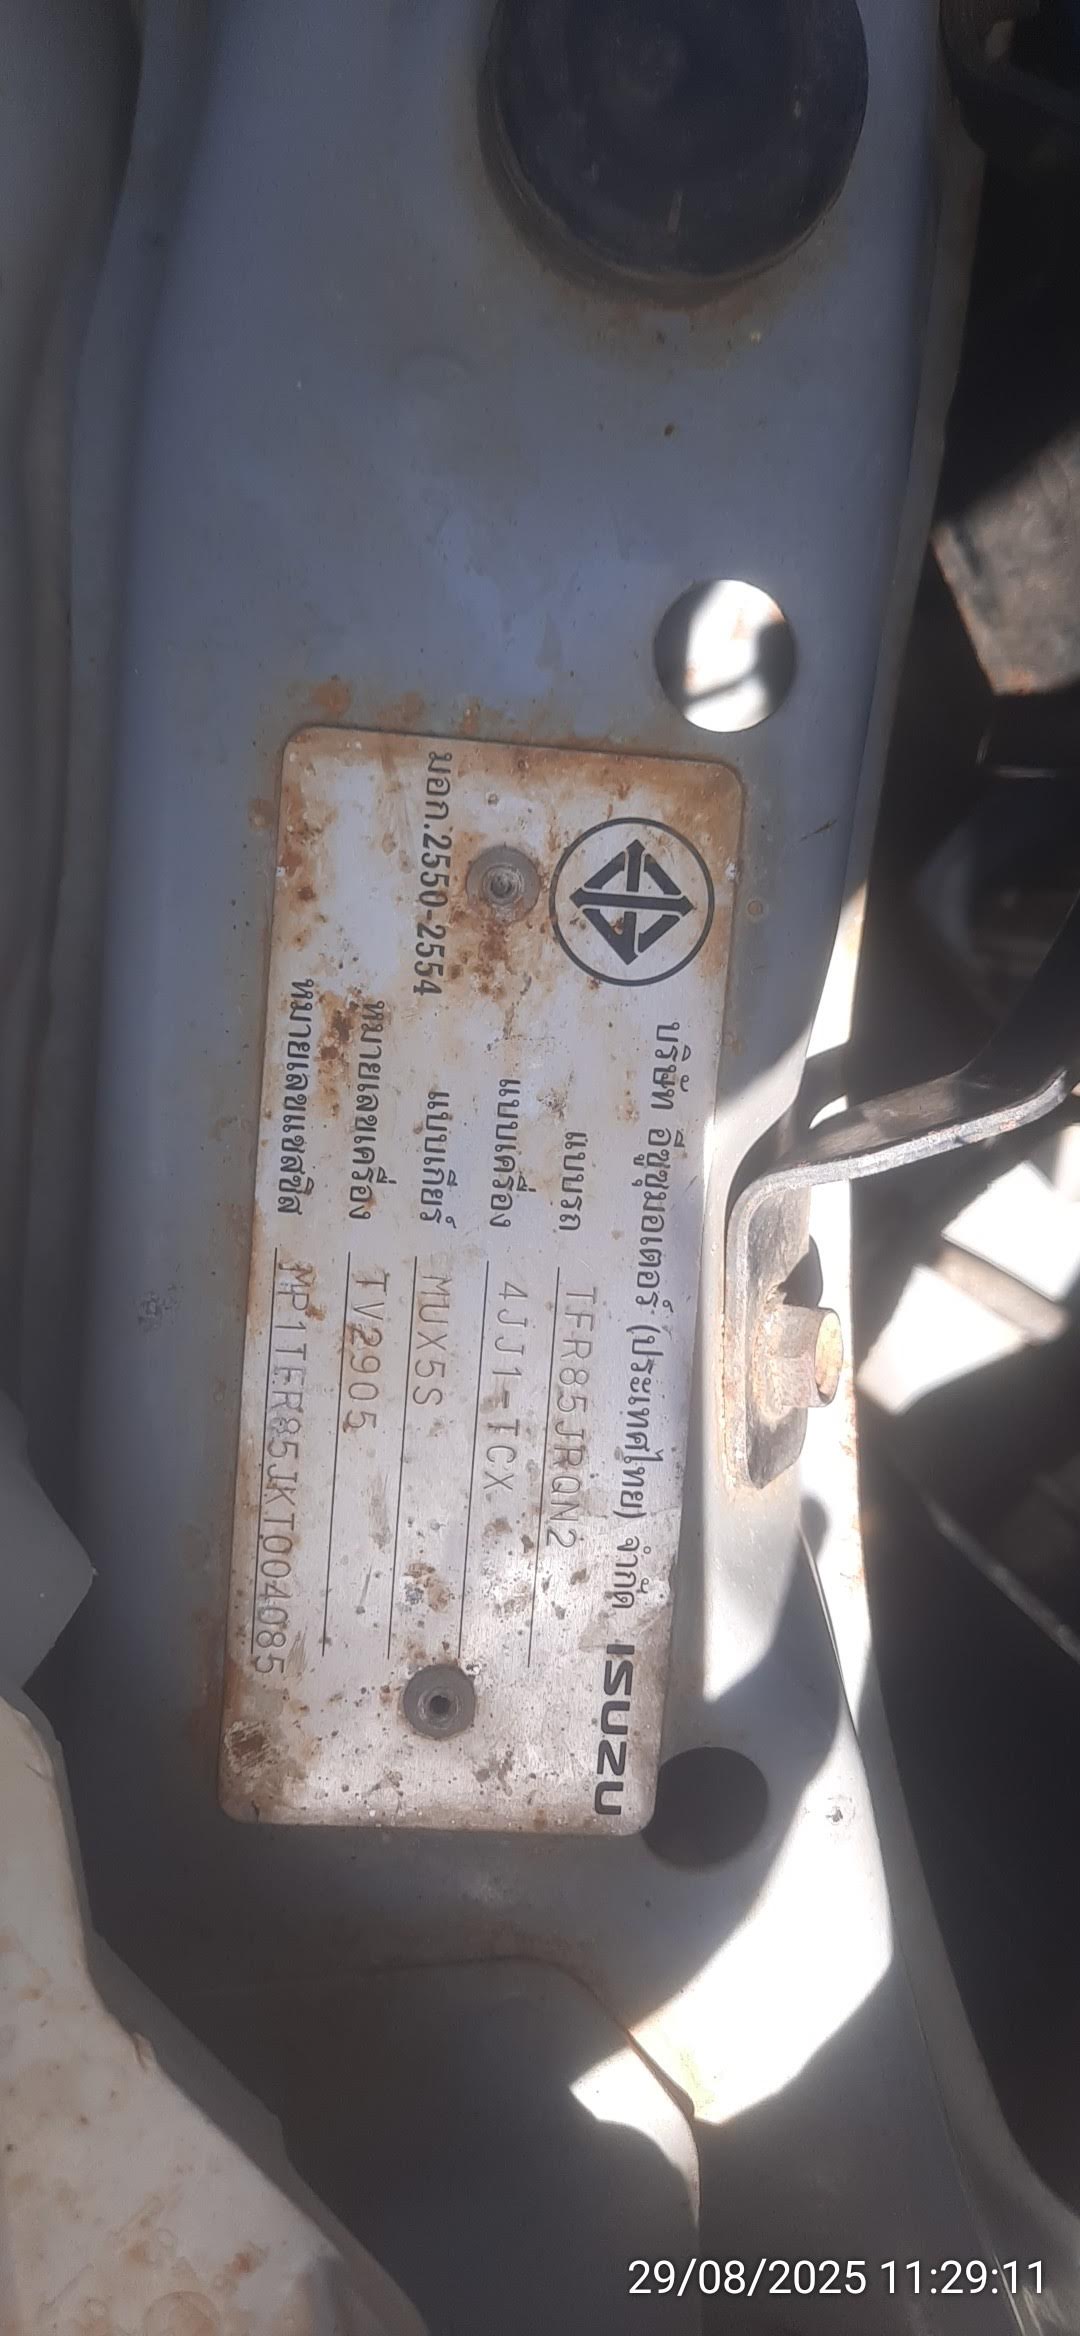 บริษัท อีซูซุมอเตอร์ (ประเทศไทย) จำกัด ISUZU
แบบรถ TFR85JRQN2
แบบเครื่อง 4JJ1-TCX
มอก.2550-2554 แบบเกียร์ MUX5S
หมายเลขเครื่อง TV2905
หมายเลขแชสซีส MP1TFR85JKT004085
29/08/2025 11:29:11